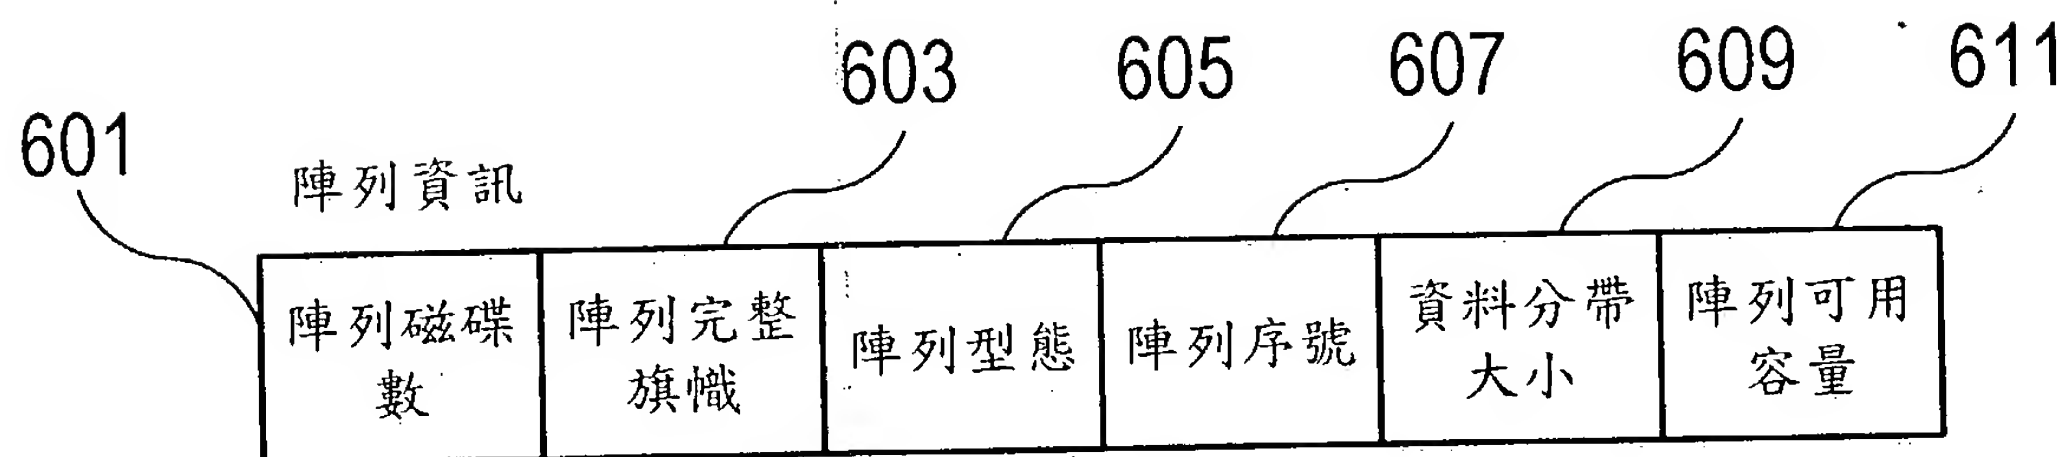 603
605
607
609
611
601
陣列資訊
陣列磁碟
數
陣列完整
旗幟
陣列型態
陣列序號
資料分帶
大小
陣列可用
容量